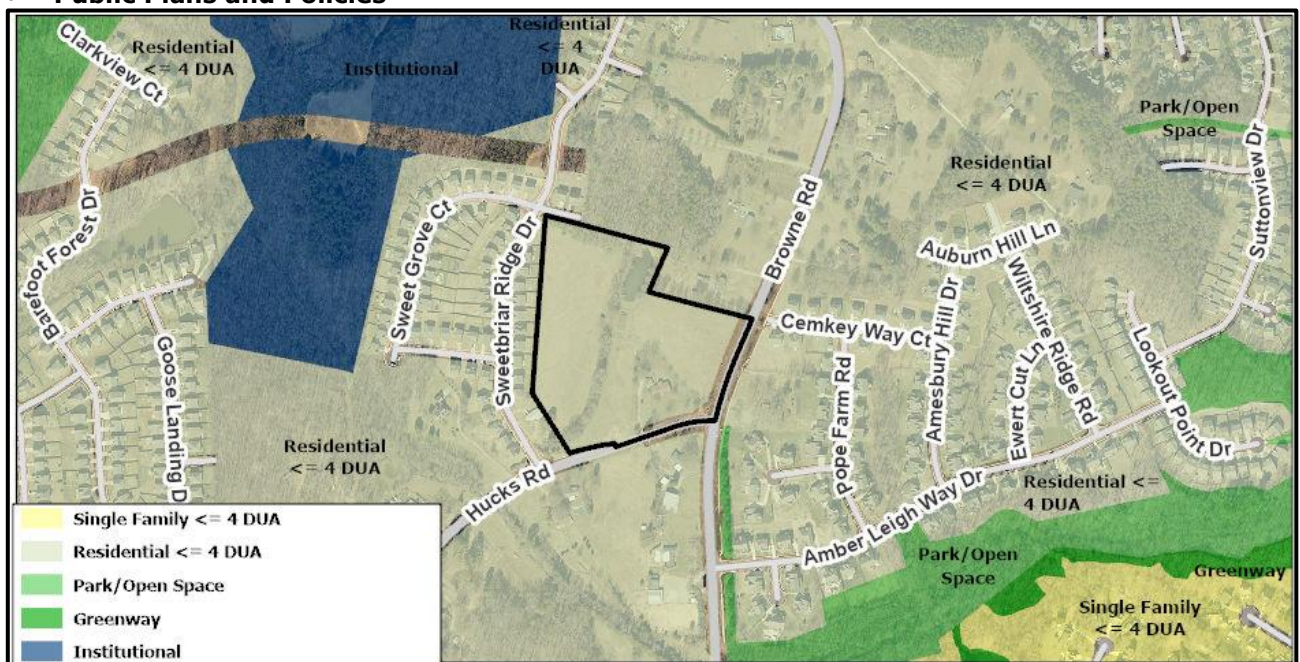 Public Plans and Policies
Clarkview Ct
Residential
<= 4 DUA
Institutional
Residential
<= 4
DUA
Park/Open
Space
Suttonview Dr
Residential
<= 4 DUA
Barefoot Forest Dr
Sweet Grove Ct
Sweetbriar Ridge Dr
Browne Rd
Auburn Hill Ln
Wiltshire Ridge Rd
Cemkey Way Ct
Amesbury Hill Dr
Goose Landing D
Pope Farm Rd
Ewert Cut Ln
Lookout Point Dr
Residential
<= 4 DUA
Hucks Rd
Residential <=
4 DUA
Amber Leigh Way Dr
Park/Open
Space
Greenway
Single Family
<= 4 DUA
Single Family <= 4 DUA
Residential <= 4 DUA
Park/Open Space
Greenway
Institutional